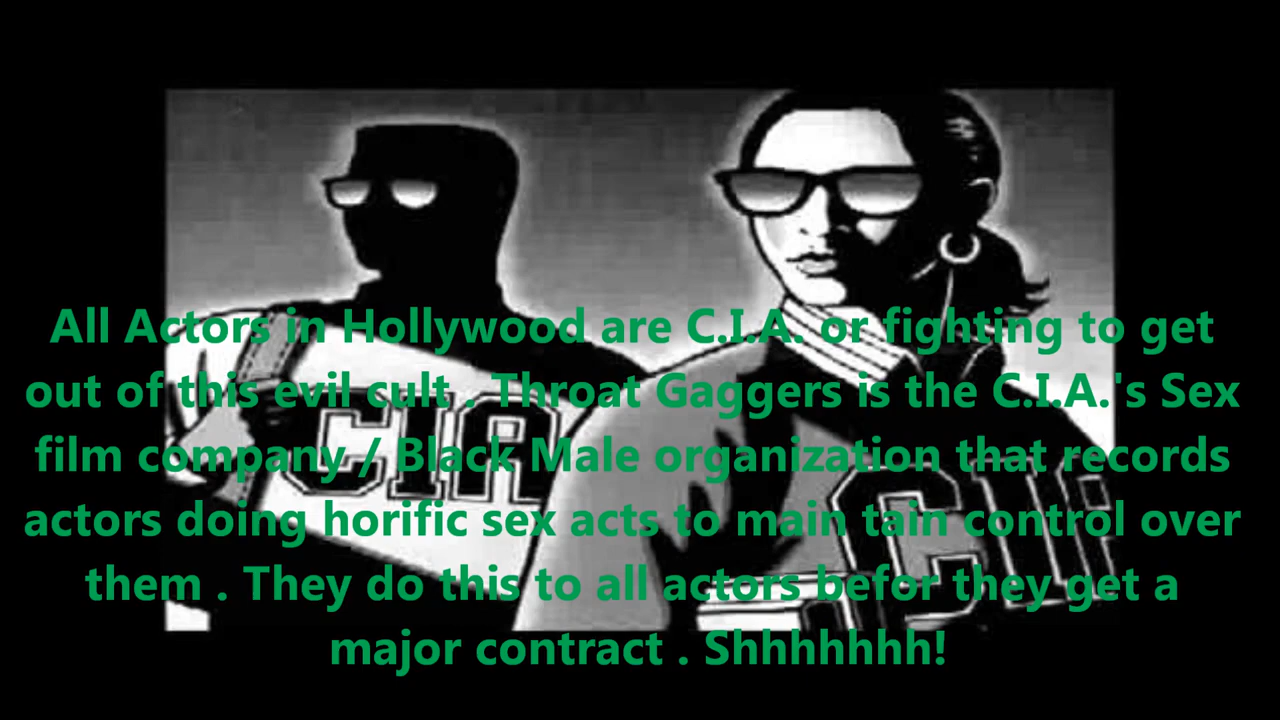 All Actors in Hollywood are C.I.A. or fighting to get
out of this evil cult . Throat Gaggers is the C.I.A.'s Sex
film company / Black Male organization that records
actors doing horific sex acts to main tain control over
them . They do this to all actors befor they get a
major contract . Shhhhhhh!
CIA
CIA